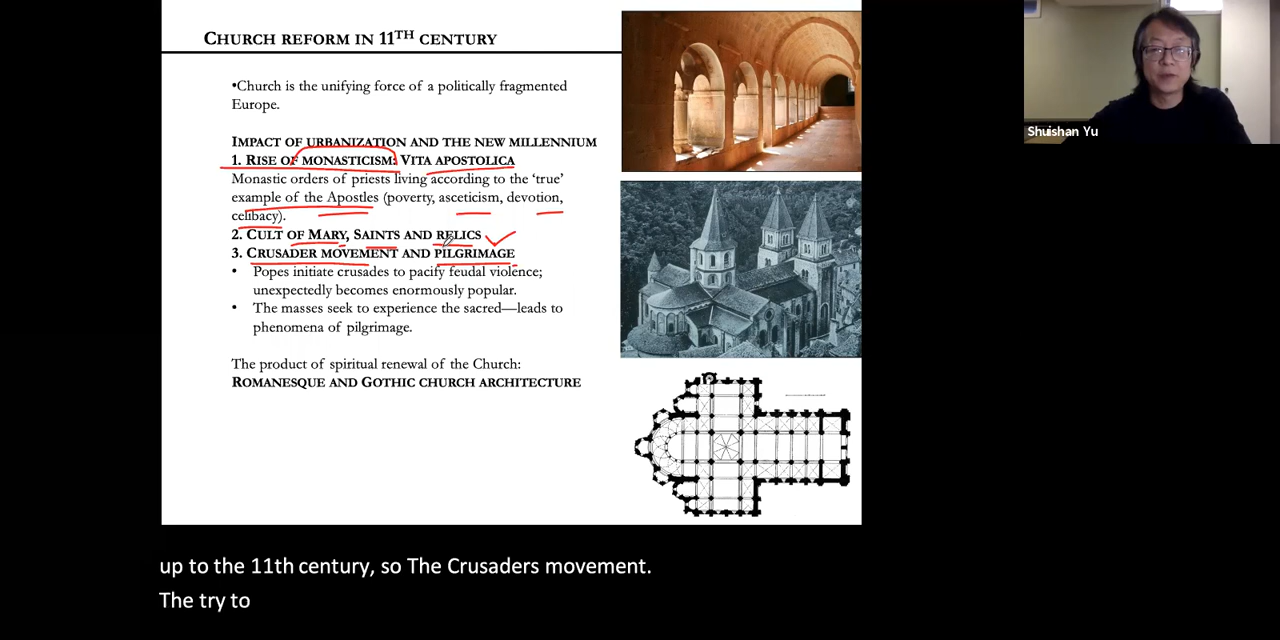 CHURCH REFORM IN 11TH CENTURY
•Church is the unifying force of a politically fragmented
Europe.
IMPACT OF URBANIZATION AND THE NEW MILLENNIUM
1. RISE OF MONASTICISM: VITA APOSTOLICA
Monastic orders of priests living according to the ‘true’
example of the Apostles (poverty, asceticism, devotion,
celibacy).
2. CULT OF MARY, SAINTS AND RELICS
3. CRUSADER MOVEMENT AND PILGRIMAGE
• Popes initiate crusades to pacify feudal violence;
unexpectedly becomes enormously popular.
• The masses seek to experience the sacred—leads to
phenomena of pilgrimage.
The product of spiritual renewal of the Church:
ROMANESQUE AND GOTHIC CHURCH ARCHITECTURE
Shuishan Yu
up to the 11th century, so The Crusaders movement.
The try to